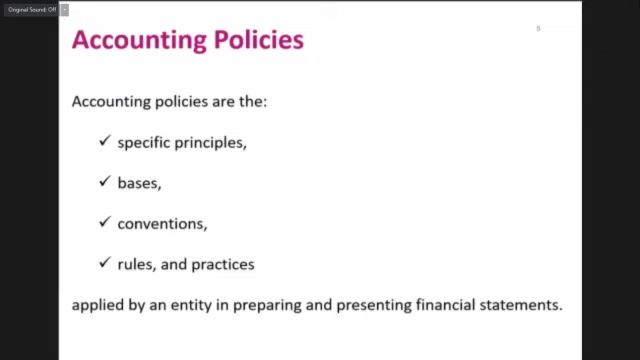 Original Sound: Off
Accounting Policies
Accounting policies are the:
✓ specific principles,
✓ bases,
✓ conventions,
✓ rules, and practices
applied by an entity in preparing and presenting financial statements.